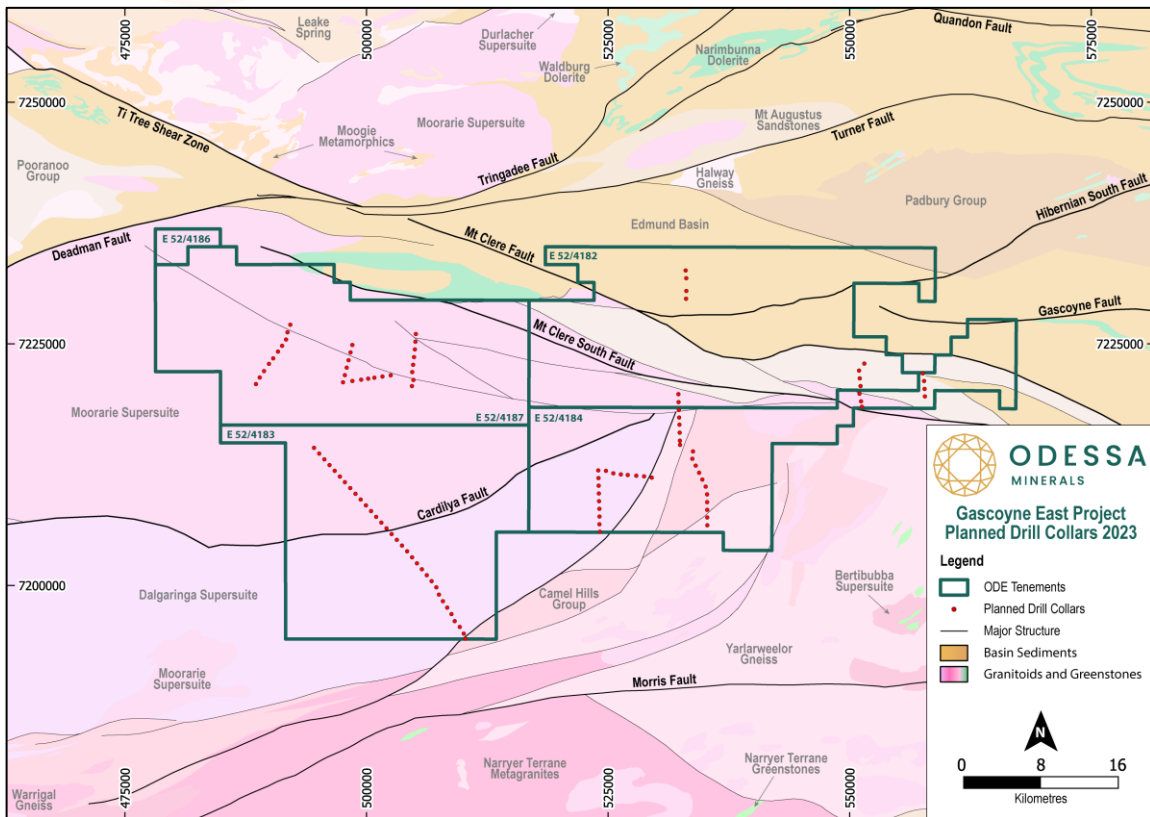 475000
500000
525000
550000
575000
Leake
Spring
Durlacher
Supersuite
Waldburg
Dolerite
Narimbunna
Dolerite
Quandon Fault
7250000
7250000
Ti Tree Shear Zone
Moogie
Metamorphics
Moorarie Supersuite
Mt Augustus
Sandstones
Turner Fault
Pooranoo
Group
Tringadee Fault
Halway
Gneiss
Padbury Group
Hibernian South Fault
Edmund Basin
Deadman Fault
E 52/4186
Mt Clere Fault
E 52/4182
Gascoyne Fault
7225000
7225000
Mt Clere South Fault
Moorarie Supersuite
E 52/4183
E 52/4187
E 52/4184
Cardilya Fault
7200000
Dalgaringa Supersuite
Camel Hills
Group
Bertibubba
Supersuite
Moorarie
Supersuite
Yarlarweelor
Gneiss
Morris Fault
Narryer Terrane
Metagranites
Narryer Terrane
Greenstones
Warrigal
Gneiss
475000
500000
525000
550000
ODESSA
MINERALS
Gascoyne East Project
Planned Drill Collars 2023
Legend
ODE Tenements
Planned Drill Collars
Major Structure
Basin Sediments
Granitoids and Greenstones
N
0
8
16
Kilometres